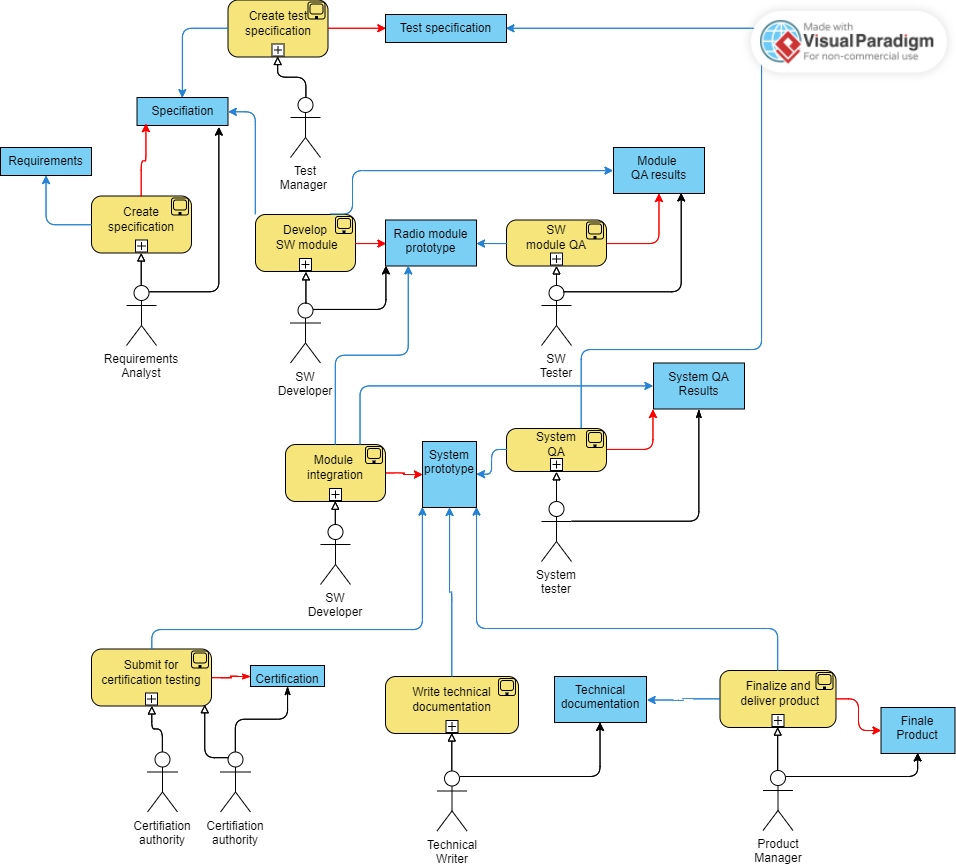 Create test
specification
Test specification
Made with
Visual Paradigm
For non-commercial use
Specifiation
Requirements
Test
Manager
Module
QA results
Create
specification
Develop
SW module
Radio module
prototype
SW
module QA
Requirements
Analyst
SW
Developer
SW
Tester
System QA
Results
Module
integration
System
prototype
System
QA
SW
Developer
System
tester
Submit for
certification testing
Certification
Write technical
documentation
Technical
documentation
Finalize and
deliver product
Finale
Product
Certifiation
authority
Certifiation
authority
Technical
Writer
Product
Manager